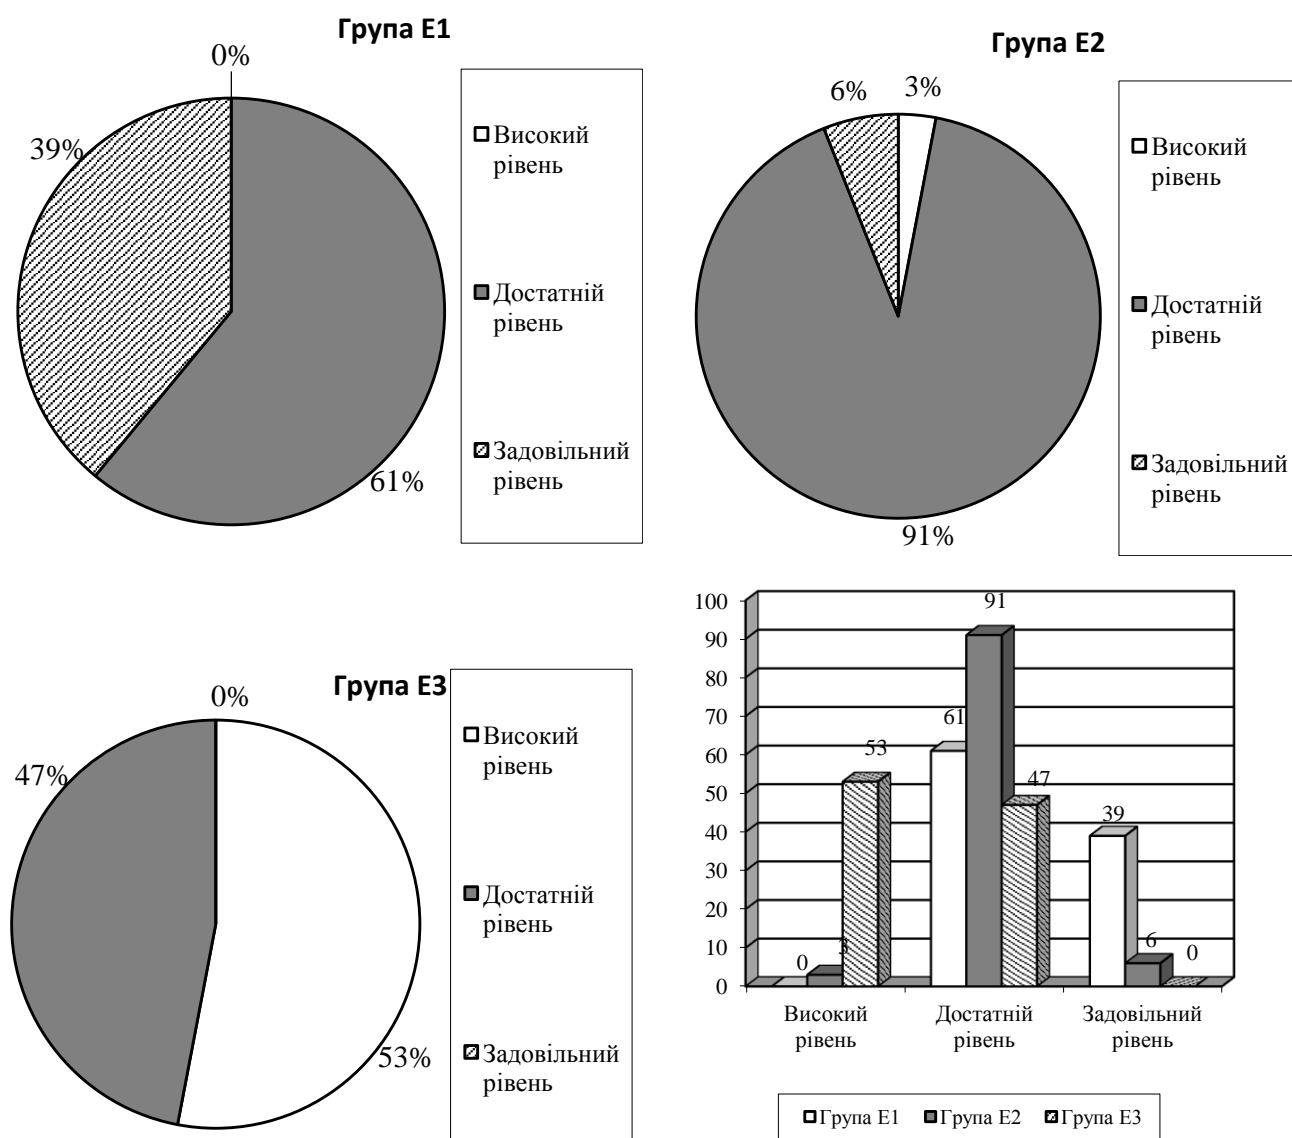 Група Е1
0%
39%
61%
Високий
рівень
Достатній
рівень
Задовільний
рівень
Група Е2
6%
3%
91%
Високий
рівень
Достатній
рівень
Задовільний
рівень
Група Е3
0%
47%
53%
Високий
рівень
Достатній
рівень
Задовільний
рівень
100
90
80
70
60
50
40
30
20
10
0
0
3
53
61
91
47
39
6
0
Високий
рівень
Достатній
рівень
Задовільний
рівень
Група Е1
Група Е2
Група Е3